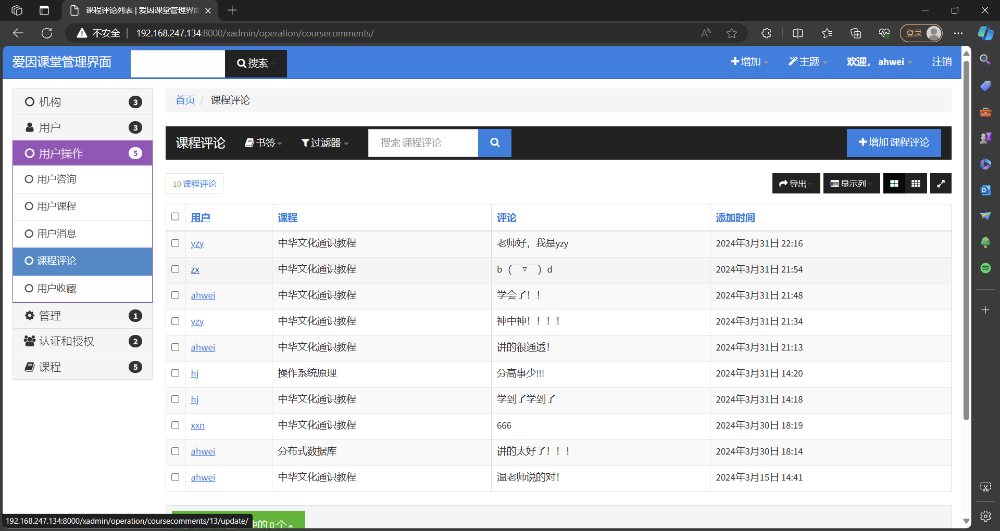 课程评论列表 | 爱因课堂管理界面
不安全 192.168.247.134:8000/xadmin/operation/coursecomments/
登录
爱因课堂管理界面
搜索
增加
主题
欢迎， ahwei
注销
机构 3
用户 3
用户操作 5
用户咨询
用户课程
用户消息
课程评论
用户收藏
管理 1
认证和授权 2
课程 5
首页 / 课程评论
课程评论 书签 过滤器 搜索 课程评论 增加 课程评论
10 课程评论
导出 显示列
用户 课程 评论 添加时间
yzy 中华文化通识教程 老师好，我是yzy 2024年3月31日 22:16
zx 中华文化通识教程 b（￣▽￣）d 2024年3月31日 21:54
ahwei 中华文化通识教程 学会了！！ 2024年3月31日 21:48
yzy 中华文化通识教程 神中神！！！！ 2024年3月31日 21:34
ahwei 中华文化通识教程 讲的很通透！ 2024年3月31日 21:13
hj 操作系统原理 分高事少!!! 2024年3月31日 14:20
hj 中华文化通识教程 学到了学到了 2024年3月31日 14:18
xxn 中华文化通识教程 666 2024年3月30日 18:19
ahwei 分布式数据库 讲的太好了！！！ 2024年3月30日 18:14
ahwei 中华文化通识教程 温老师说的对！ 2024年3月15日 14:41
中的 0 个
192.168.247.134:8000/xadmin/operation/coursecomments/13/update/